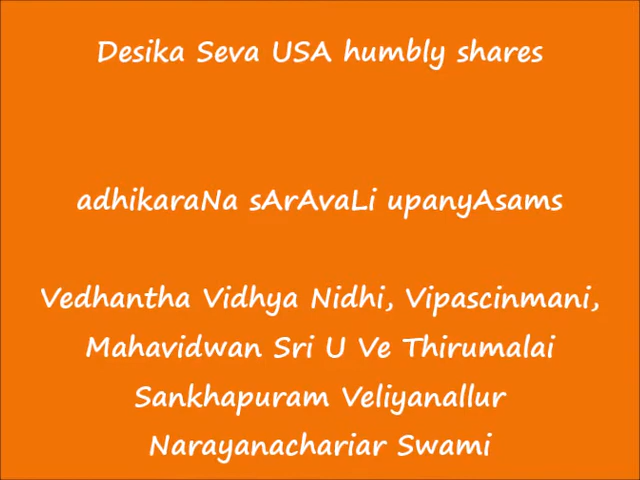 Desika Seva USA humbly shares
adhikaraNa sArAvaLi upanyAsams
Vedhantha Vidhya Nidhi, Vipascinmani,
Mahavidwan Sri U Ve Thirumalai
Sankhapuram Veliyanallur
Narayanachariar Swami